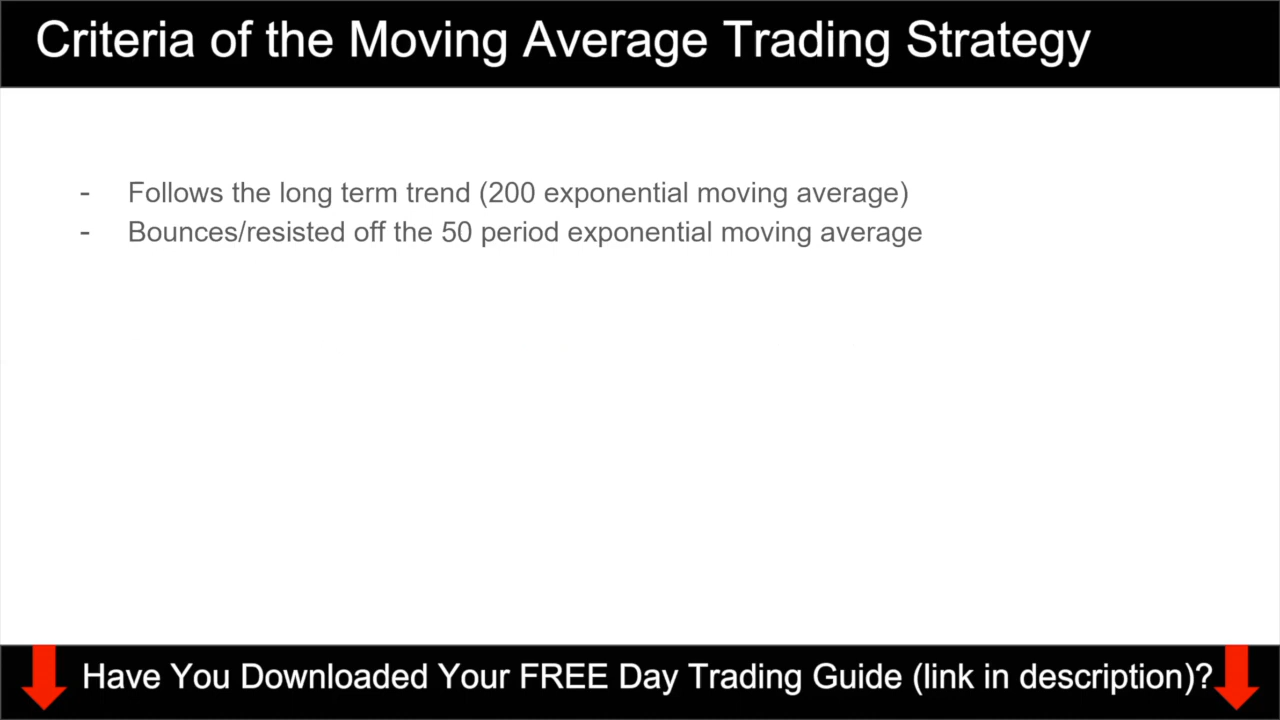 Criteria of the Moving Average Trading Strategy
- Follows the long term trend (200 exponential moving average)
- Bounces/resisted off the 50 period exponential moving average
Have You Downloaded Your FREE Day Trading Guide (link in description)?